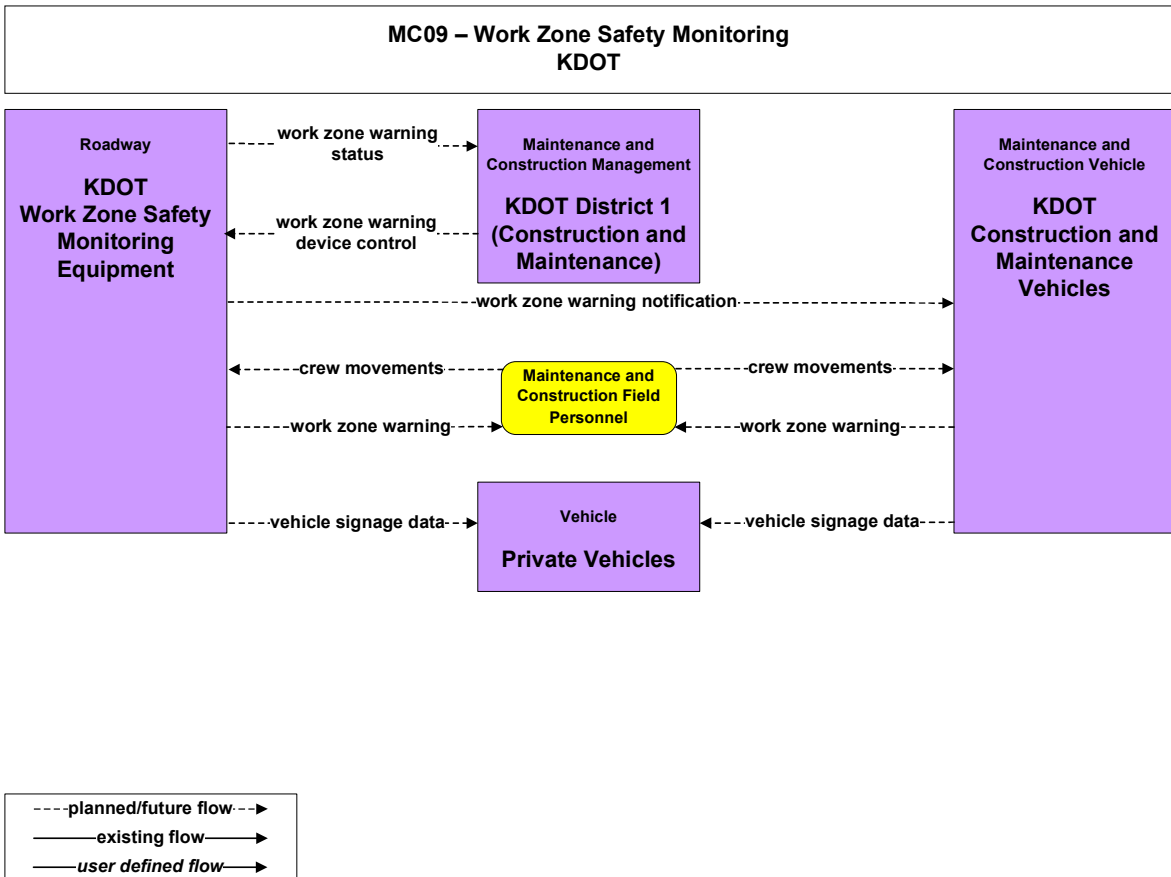 MC09 – Work Zone Safety Monitoring
KDOT
Roadway
KDOT
Work Zone Safety
Monitoring
Equipment
work zone warning
status
work zone warning
device control
Maintenance and
Construction Management
KDOT District 1
(Construction and
Maintenance)
Maintenance and
Construction Vehicle
KDOT
Construction and
Maintenance
Vehicles
work zone warning notification
crew movements
Maintenance and
Construction Field
Personnel
crew movements
work zone warning
work zone warning
vehicle signage data
Vehicle
Private Vehicles
vehicle signage data
planned/future flow
existing flow
user defined flow